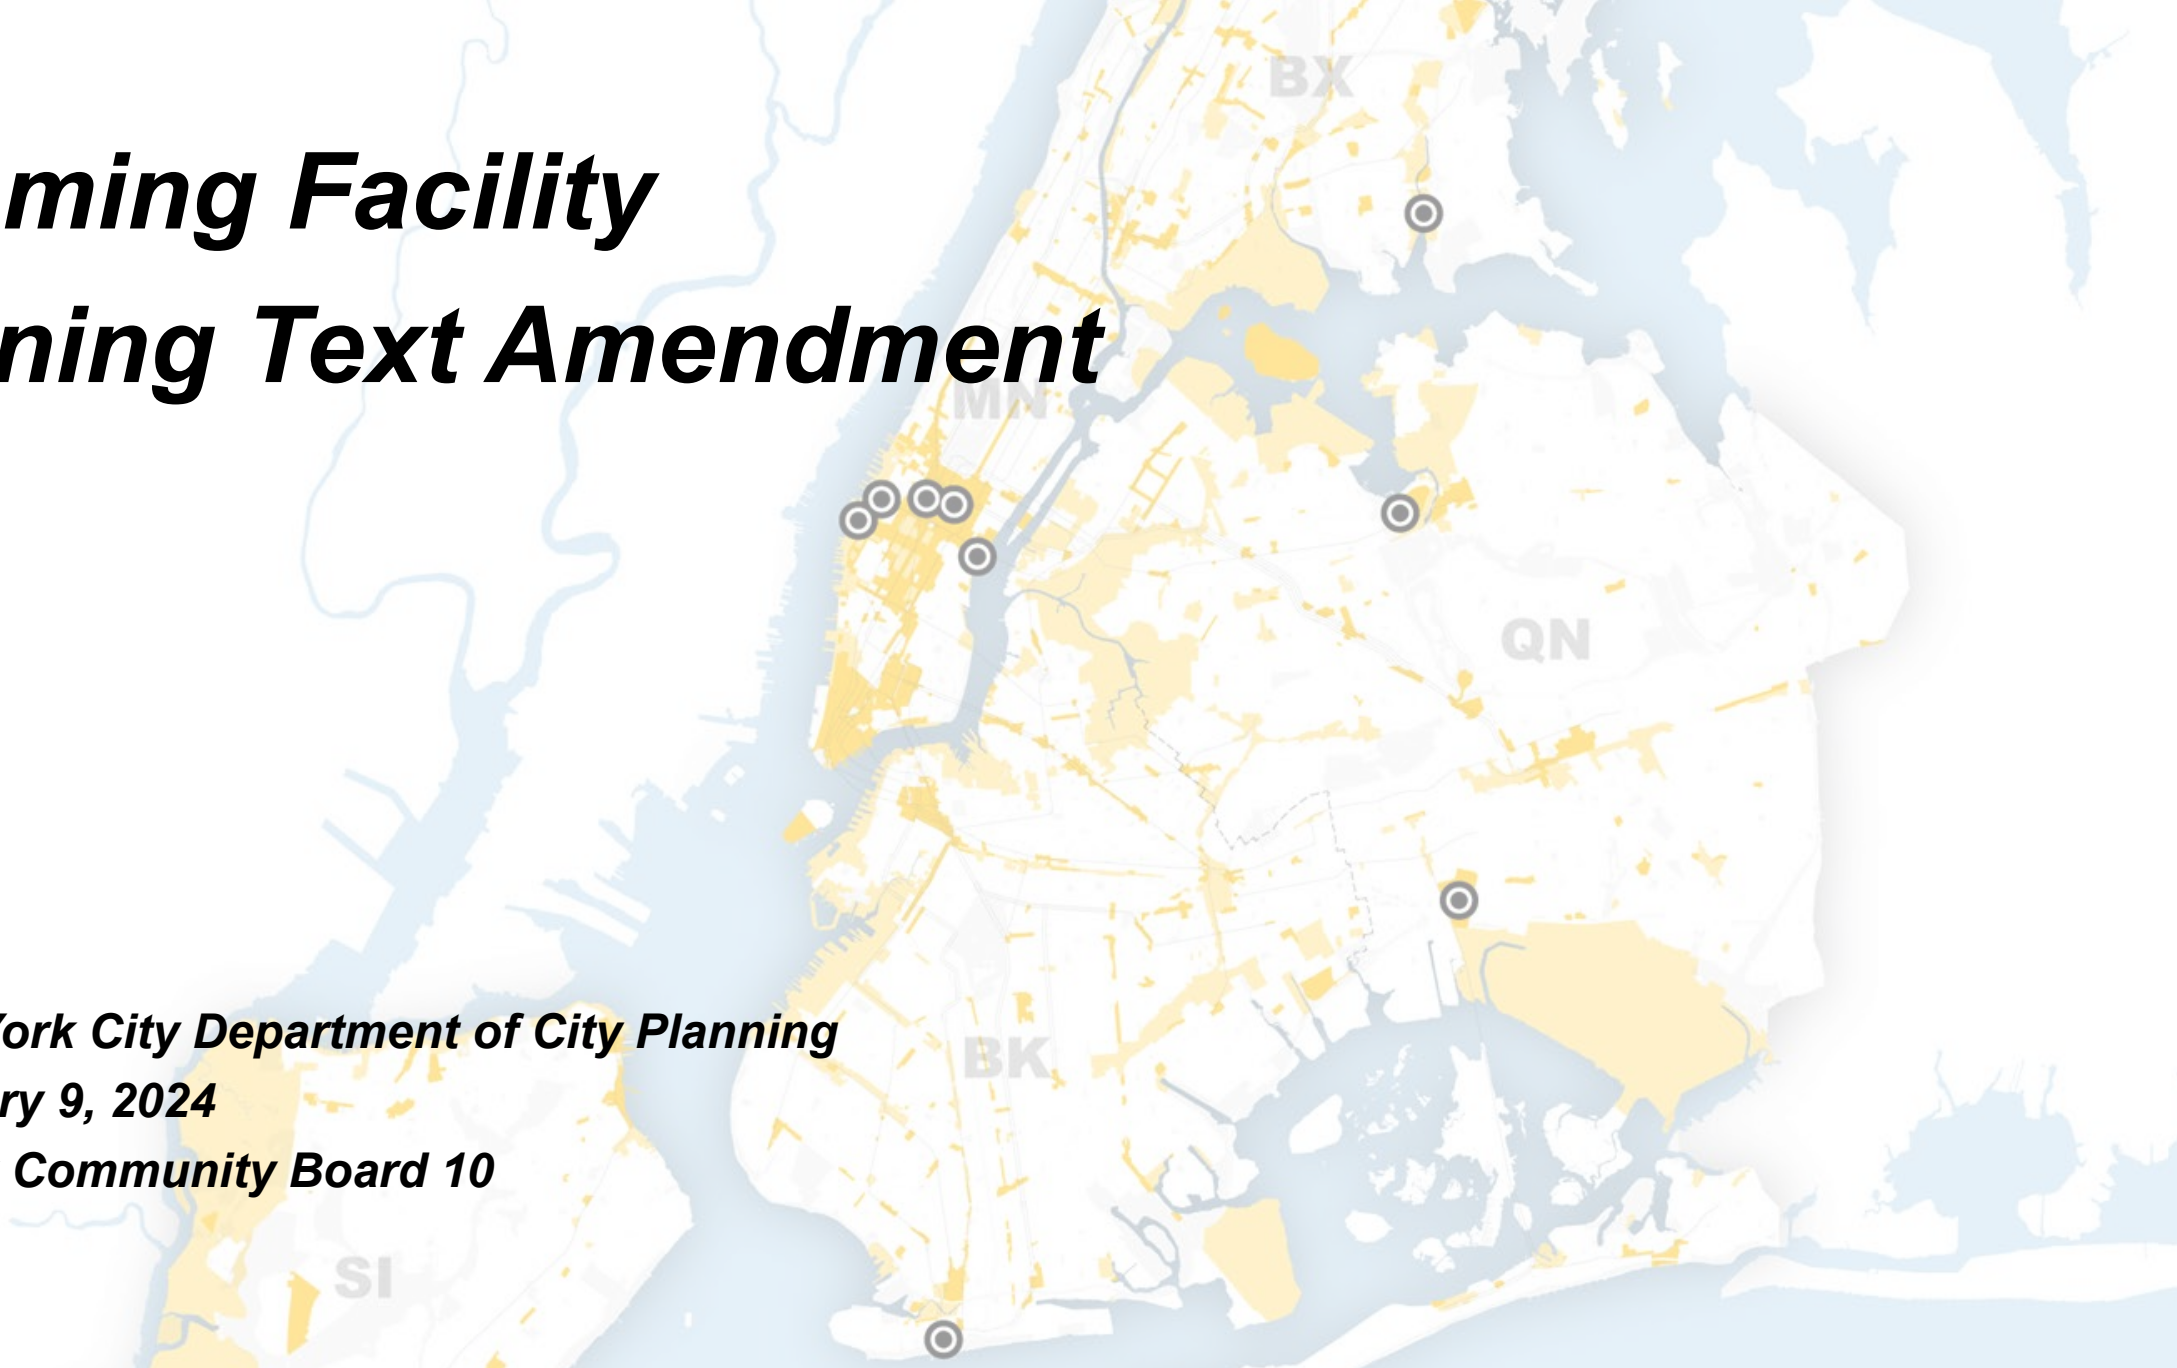 BX
ming Facility
ning Text Amendment
MN
QN
ork City Department of City Planning
BK
ry 9, 2024
Community Board 10
SI